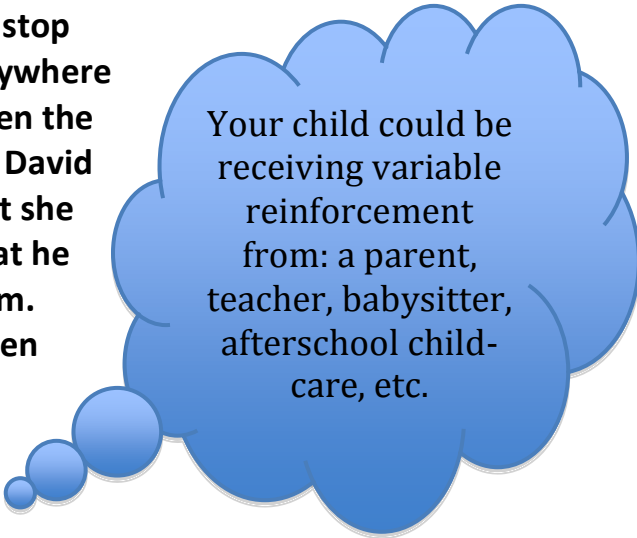 stop
ywhere
en the
David
t she
at he
m.
en
Your child could be
receiving variable
reinforcement
from: a parent,
teacher, babysitter,
afterschool child-
care, etc.